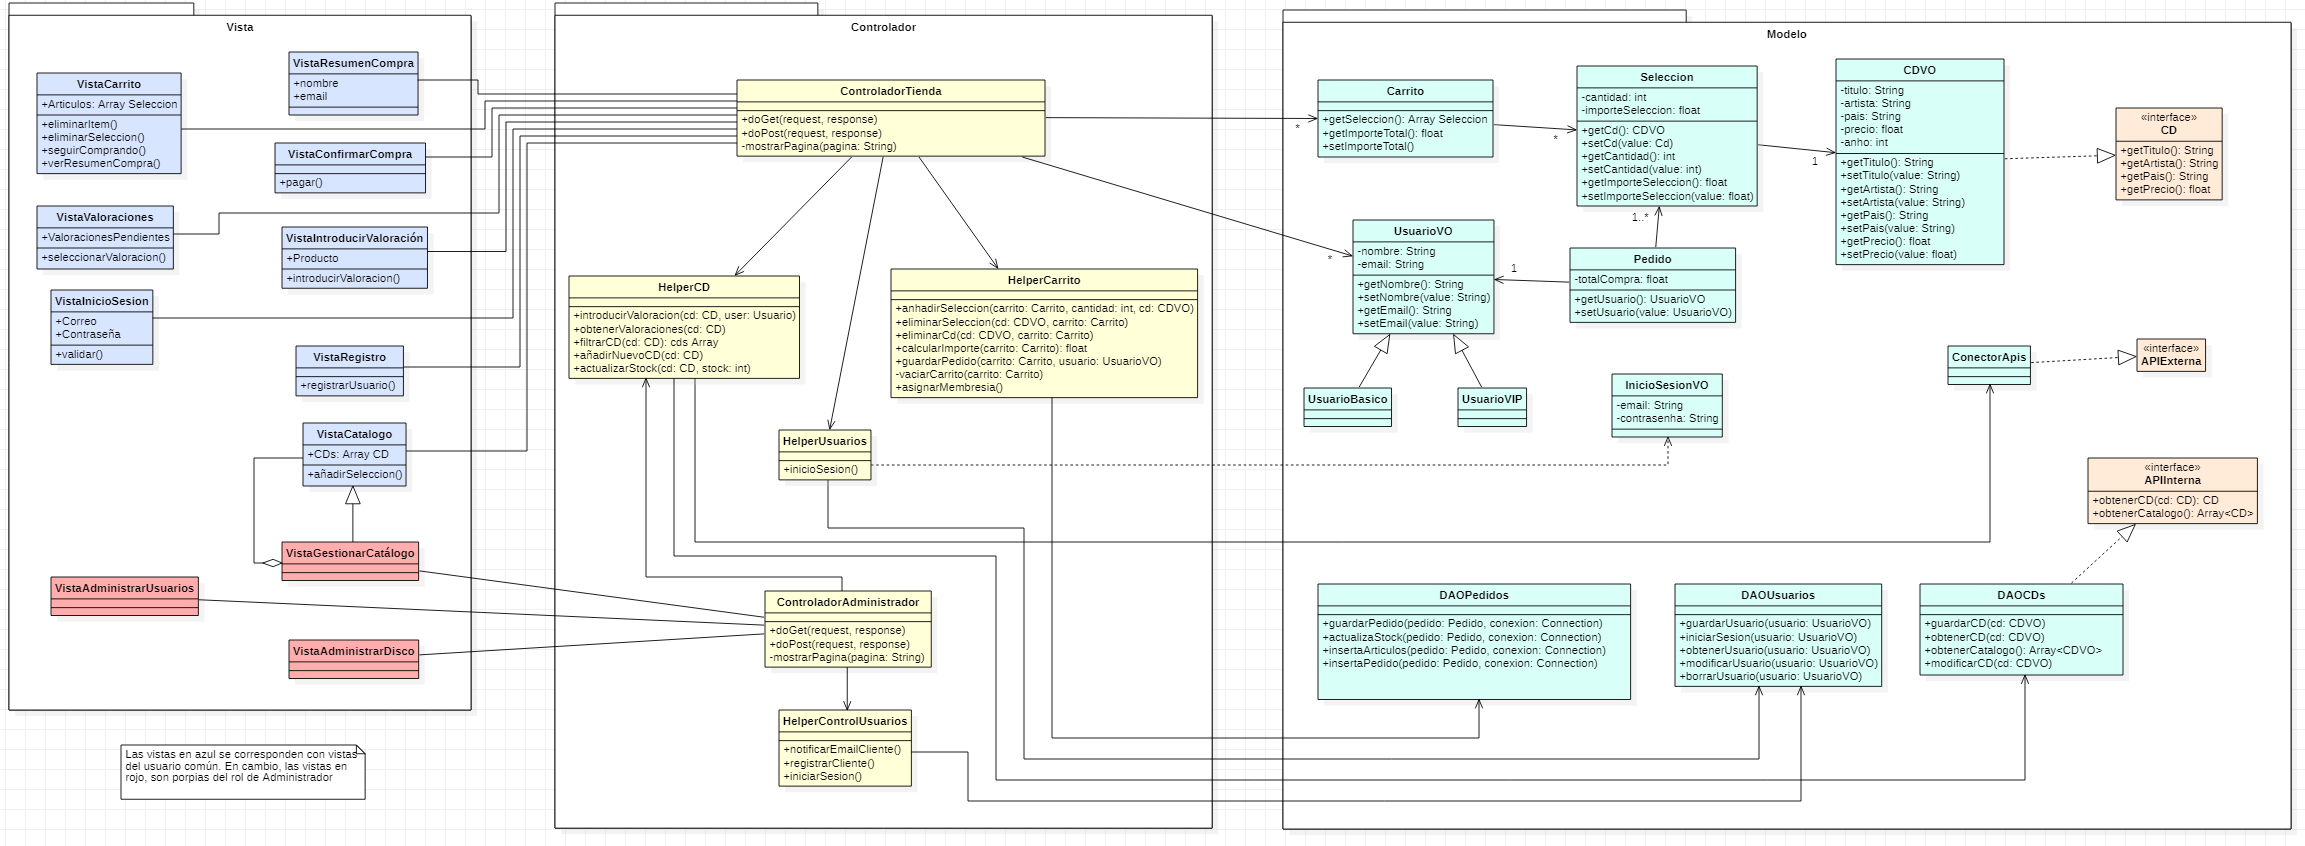 Vista
VistaCarrito
+Articulos: Array Seleccion
+eliminarItem()
+eliminarSeleccion()
+seguirComprando()
+verResumenCompra()
VistaResumenCompra
+nombre
+email
VistaConfirmarCompra
+pagar()
VistaValoraciones
+ValoracionesPendientes
+seleccionarValoracion()
VistaIntroducirValoración
+Producto
+introducirValoracion()
VistaInicioSesion
+Correo
+Contraseña
+validar()
VistaRegistro
+registrarUsuario()
VistaCatalogo
+CDs: Array CD
+añadirSeleccion()
VistaGestionarCatálogo
VistaAdministrarUsuarios
VistaAdministrarDisco
Las vistas en azul se corresponden con vistas
del usuario común. En cambio, las vistas en
rojo, son porpias del rol de Administrador
Controlador
ControladorTienda
+doGet(request, response)
+doPost(request, response)
-mostrarPagina(pagina: String)
HelperCD
+introducirValoracion(cd: CD, user: Usuario)
+obtenerValoraciones(cd: CD)
+filtrarCD(cd: CD): cds Array
+añadirNuevoCD(cd: CD)
+actualizarStock(cd: CD, stock: int)
HelperCarrito
+anhadirSeleccion(carrito: Carrito, cantidad: int, cd: CDVO)
+eliminarSeleccion(cd: CDVO, carrito: Carrito)
+eliminarCd(cd: CDVO, carrito: Carrito)
+calcularImporte(carrito: Carrito): float
+guardarPedido(carrito: Carrito, usuario: UsuarioVO)
-vaciarCarrito(carrito: Carrito)
+asignarMembresia()
HelperUsuarios
+inicioSesion()
ControladorAdministrador
+doGet(request, response)
+doPost(request, response)
-mostrarPagina(pagina: String)
HelperControlUsuarios
+notificarEmailCliente()
+registrarCliente()
+iniciarSesion()
Modelo
Carrito
+getSeleccion(): Array Seleccion
+getImporteTotal(): float
+setImporteTotal()
*
*
Seleccion
-cantidad: int
-importeSeleccion: float
+getCd(): CDVO
+setCd(value: Cd)
+getCantidad(): int
+setCantidad(value: int)
+getImporteSeleccion(): float
+setImporteSeleccion(value: float)
1
CDVO
-titulo: String
-artista: String
-pais: String
-precio: float
-anho: int
+getTitulo(): String
+setTitulo(value: String)
+getArtista(): String
+setArtista(value: String)
+getPais(): String
+setPais(value: String)
+getPrecio(): float
+setPrecio(value: float)
«interface»
CD
+getTitulo(): String
+getArtista(): String
+getPais(): String
+getPrecio(): float
*
UsuarioVO
-nombre: String
-email: String
+getNombre(): String
+setNombre(value: String)
+getEmail(): String
+setEmail(value: String)
1
1..*
Pedido
-totalCompra: float
+getUsuario(): UsuarioVO
+setUsuario(value: UsuarioVO)
UsuarioBasico
UsuarioVIP
InicioSesionVO
-email: String
-contrasenha: String
ConectorApis
«interface»
APIExterna
«interface»
APIInterna
+obtenerCD(cd: CD): CD
+obtenerCatalogo(): Array<CD>
DAOPedidos
+guardarPedido(pedido: Pedido, conexion: Connection)
+actualizaStock(pedido: Pedido, conexion: Connection)
+insertaArticulos(pedido: Pedido, conexion: Connection)
+insertaPedido(pedido: Pedido, conexion: Connection)
DAOUsuarios
+guardarUsuario(usuario: UsuarioVO)
+iniciarSesion(usuario: UsuarioVO)
+obtenerUsuario(usuario: UsuarioVO)
+modificarUsuario(usuario: UsuarioVO)
+borrarUsuario(usuario: UsuarioVO)
DAOCDs
+guardarCD(cd: CDVO)
+obtenerCD(cd: CDVO)
+obtenerCatalogo(): Array<CDVO>
+modificarCD(cd: CDVO)